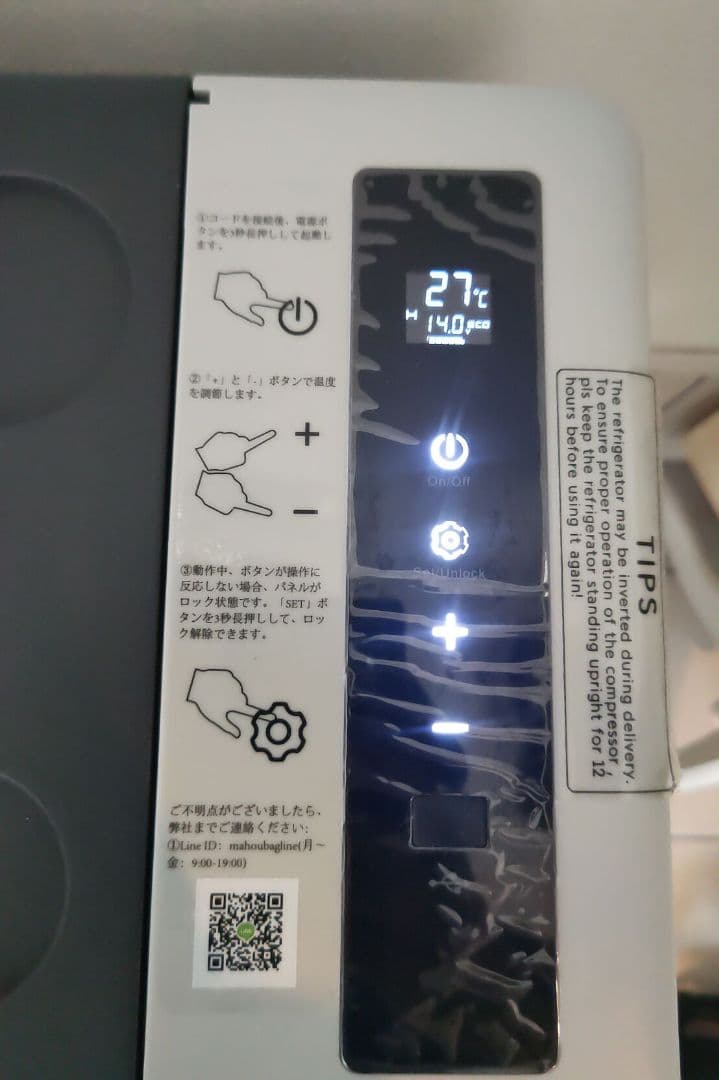 ①コードを接続後、電源ボ
タンを3秒長押しして起動し
ます。
②「+」と「-」ボタンで温度
を調節します。
+
−
③動作中、ボタンが操作に
反応しない場合、パネルが
ロック状態です。「SET」ボ
タンを3秒長押しして、ロッ
ク解除できます。
ご不明点がございましたら、
弊社までご連絡ください:
①Line ID: mahoubagline(月～
金: 9:00-19:00)
27℃
H 14.0V eco
On/Off
Set/Unlock
+
−
TIPS
The refrigerator may be inverted during delivery.
To ensure proper operation of the compressor,
pls keep the refrigerator standing upright for 12
hours before using it again!